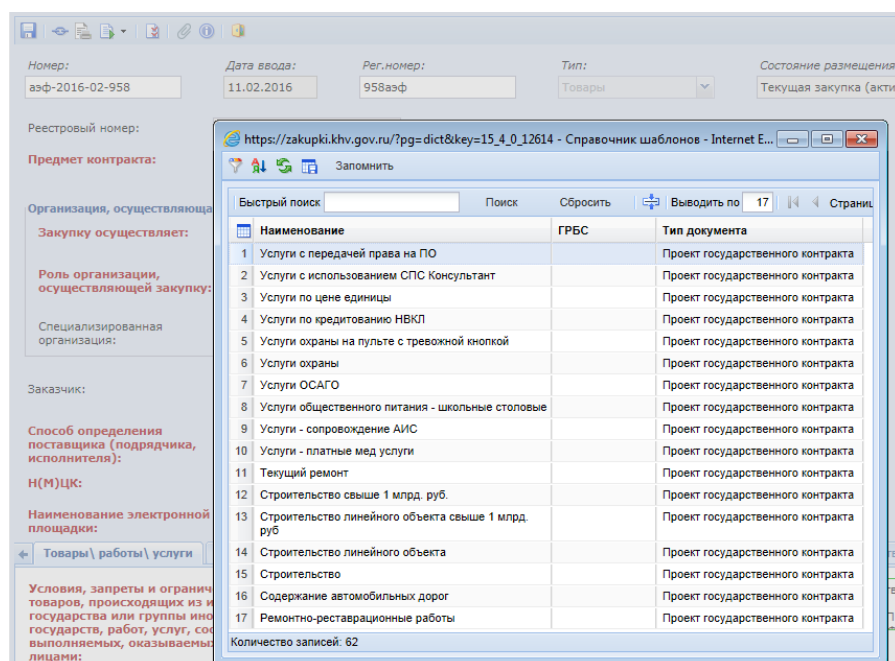 Номер: Дата ввода: Рег.номер: Тип: Состояние размещения
аэф-2016-02-958 11.02.2016 958аэф Товары Текущая закупка (акти
Реестровый номер:
Предмет контракта:
Организация, осуществляюща
Закупку осуществляет:
Роль организации,
осуществляющей закупку:
Специализированная
организация:
Заказчик:
Способ определения
поставщика (подрядчика,
исполнителя):
Н(М)ЦК:
Наименование электронной
площадки:
Товары\ работы\ услуги
Условия, запреты и огранич
товаров, происходящих из и
государства или группы ино
государств, работ, услуг, соо
выполняемых, оказываемы
лицами:
https://zakupki.khv.gov.ru/?pg=dict&key=15_4_0_12614 - Справочник шаблонов - Internet E...
Запомнить
Быстрый поиск Поиск Сбросить Выводить по 17 Страниц
Наименование ГРБС Тип документа
1 Услуги с передачей права на ПО Проект государственного контракта
2 Услуги с использованием СПС Консультант Проект государственного контракта
3 Услуги по цене единицы Проект государственного контракта
4 Услуги по кредитованию НВКЛ Проект государственного контракта
5 Услуги охраны на пульте с тревожной кнопкой Проект государственного контракта
6 Услуги охраны Проект государственного контракта
7 Услуги ОСАГО Проект государственного контракта
8 Услуги общественного питания - школьные столовые Проект государственного контракта
9 Услуги - сопровождение АИС Проект государственного контракта
10 Услуги - платные мед услуги Проект государственного контракта
11 Текущий ремонт Проект государственного контракта
12 Строительство свыше 1 млрд. руб. Проект государственного контракта
13 Строительство линейного объекта свыше 1 млрд. Проект государственного контракта
руб
14 Строительство линейного объекта Проект государственного контракта
15 Строительство Проект государственного контракта
16 Содержание автомобильных дорог Проект государственного контракта
17 Ремонтно-реставрационные работы Проект государственного контракта
Количество записей: 62